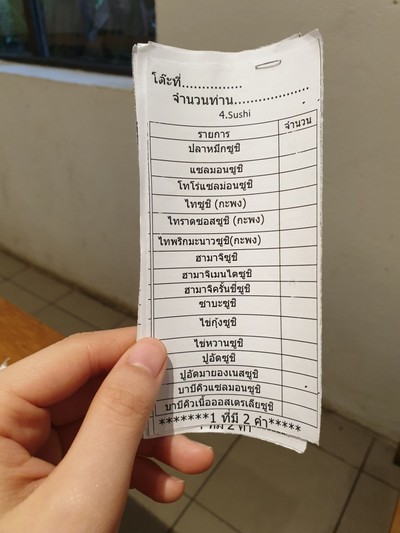 โต๊ะที่...............
จำนวนท่าน...................
4.Sushi
รายการ จำนวน
ปลาหมึกซูชิ
แซลมอนซูชิ
โทโร่แซลม่อนซูชิ
ไทซูชิ (กะพง)
ไทราดซอสซูชิ (กะพง)
ไทพริกมะนาวซูชิ(กะพง)
ฮามาจิซูชิ
ฮามาจิเมนไตซูชิ
ฮามาจิครั้นชี่ซูชิ
ซาบะซูชิ
ไข่กุ้งซูชิ
ไข่หวานซูชิ
ปูอัดซูชิ
ปูอัดมายองเนสซูชิ
บาบีคิวแซลมอนซูชิ
บาบีคิวเนื้อออสเตรเลียซูชิ
*******1 ที่มี 2 คำ*****